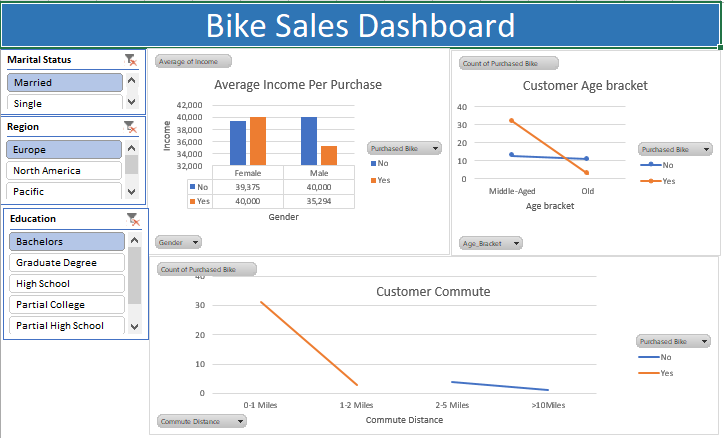 Bike Sales Dashboard
Marital Status
Married
Single
Region
Europe
North America
Pacific
Education
Bachelors
Graduate Degree
High School
Partial College
Partial High School
Average of Income
Average Income Per Purchase
42,000
40,000
38,000
36,000
34,000
32,000
Income
Female Male
No 39,375 40,000
Yes 40,000 35,294
Gender
Purchased Bike
No
Yes
Gender
Count of Purchased Bike
Customer Age bracket
40
30
20
10
0
Middle-Aged Old
Age bracket
Purchased Bike
No
Yes
Age_Bracket
Count of Purchased Bike
Customer Commute
40
30
20
10
0
0-1 Miles 1-2 Miles 2-5 Miles >10Miles
Commute Distance
Purchased Bike
No
Yes
Commute Distance